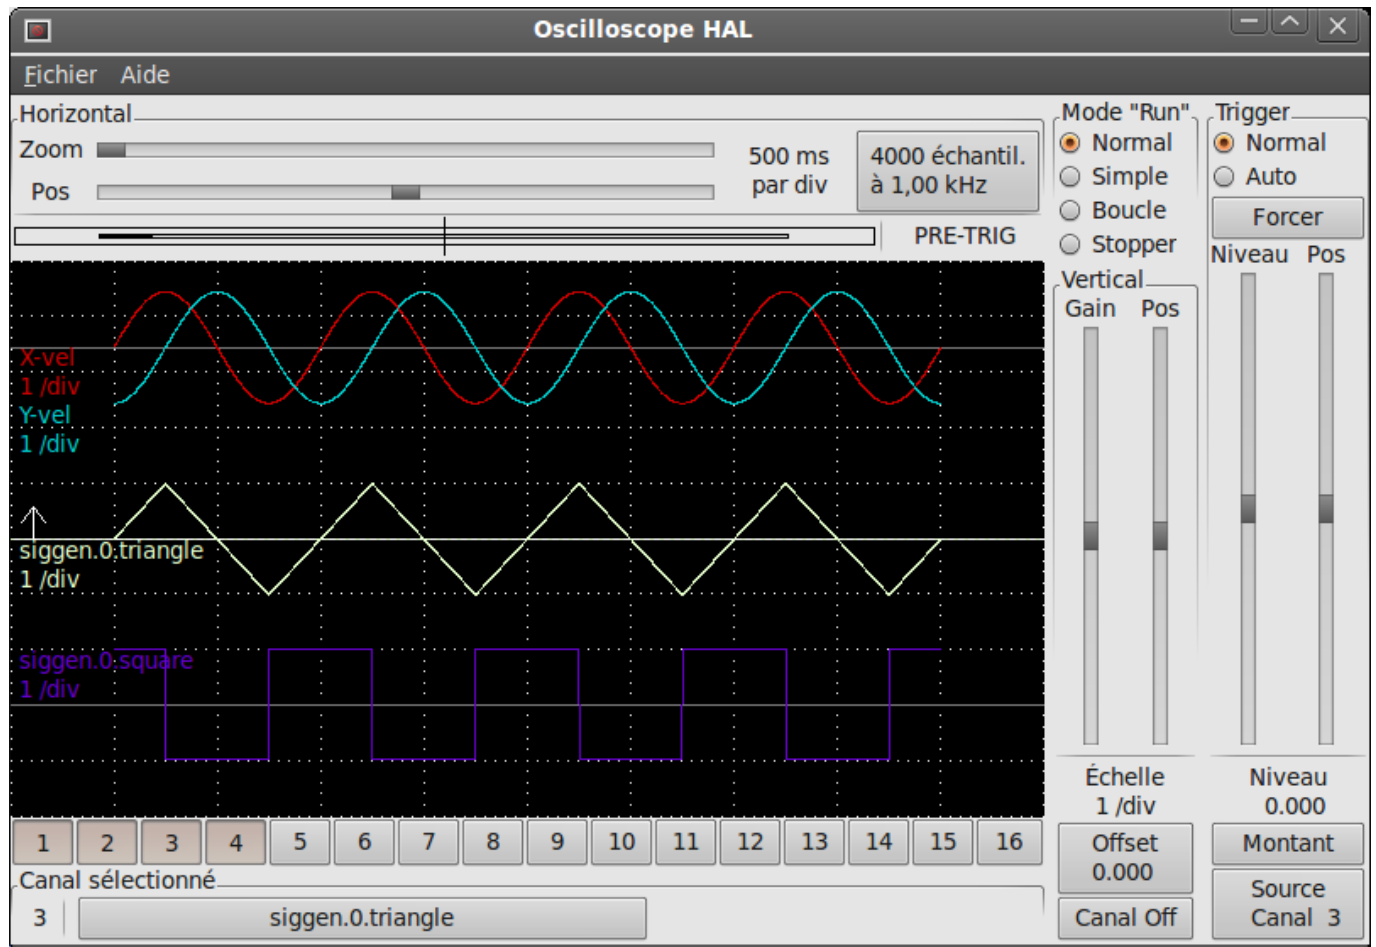 Oscilloscope HAL
Fichier Aide
Horizontal
Zoom
Pos
500 ms
par div
4000 échantil.
à 1,00 kHz
PRE-TRIG
Mode "Run"
Normal
Simple
Boucle
Stopper
Trigger
Normal
Auto
Forcer
Niveau Pos
Vertical
Gain Pos
X-vel
1 /div
Y-vel
1 /div
siggen.0.triangle
1 /div
siggen.0.square
1 /div
Échelle
1 /div
Offset
0.000
Canal Off
Niveau
0.000
Montant
Source
Canal 3
1 2 3 4 5 6 7 8 9 10 11 12 13 14 15 16
Canal sélectionné
3 siggen.0.triangle